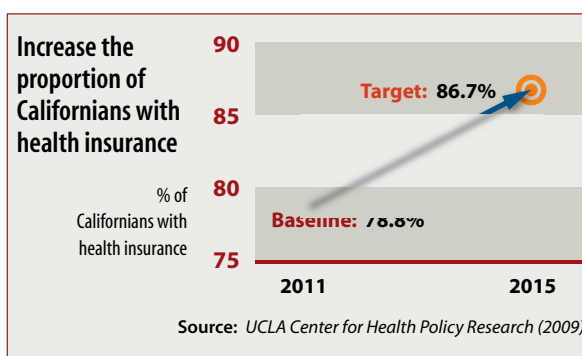 Increase the
proportion of
Californians with
health insurance
% of
Californians with
health insurance
90
85
80
75
Target: 86.7%
Baseline: 78.8%
2011 2015
Source: UCLA Center for Health Policy Research (2009)